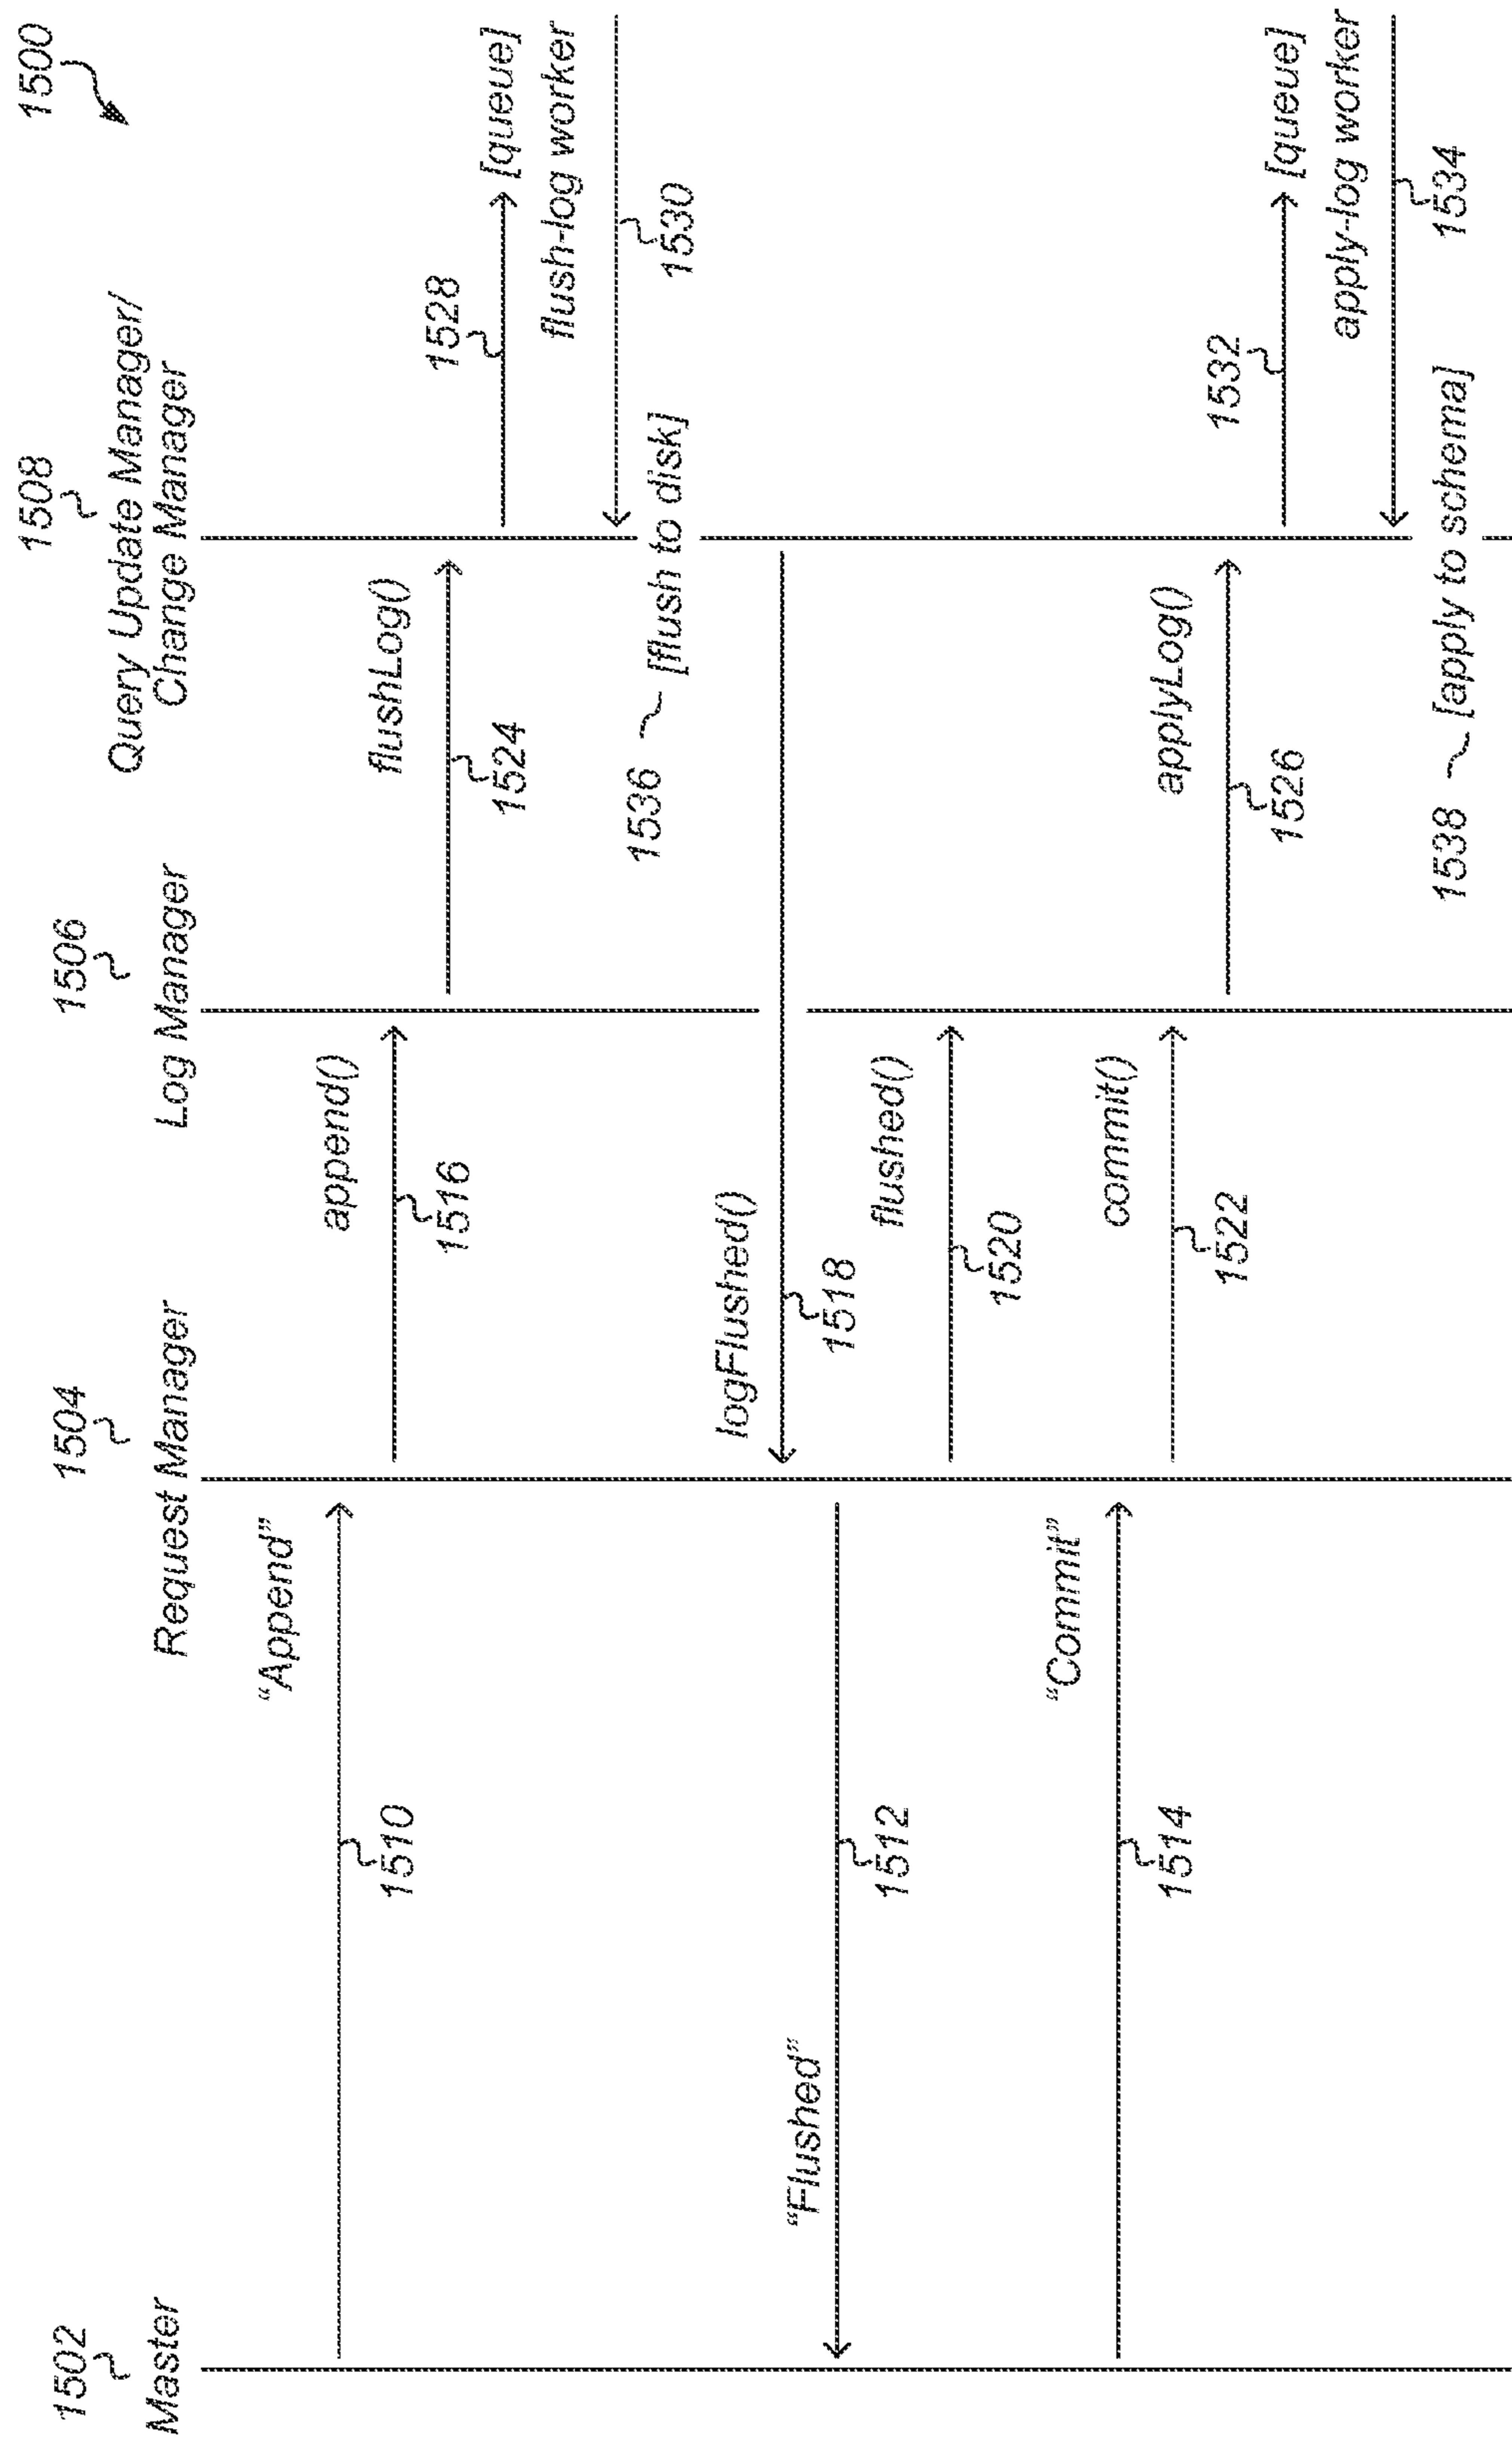 1500
1502
Master
1504
Request Manager
1506
Log Manager
1508
Query Update Manager/
Change Manager
“Append”
1510
append()
1516
flushLog()
1524
1528
[queue]
flush-log worker
1530
1536
[flush to disk]
logFlushed()
1518
“Flushed”
1512
flushed()
1520
“Commit”
1514
commit()
1522
applyLog()
1526
1532
[queue]
apply-log worker
1534
1538
[apply to schema]